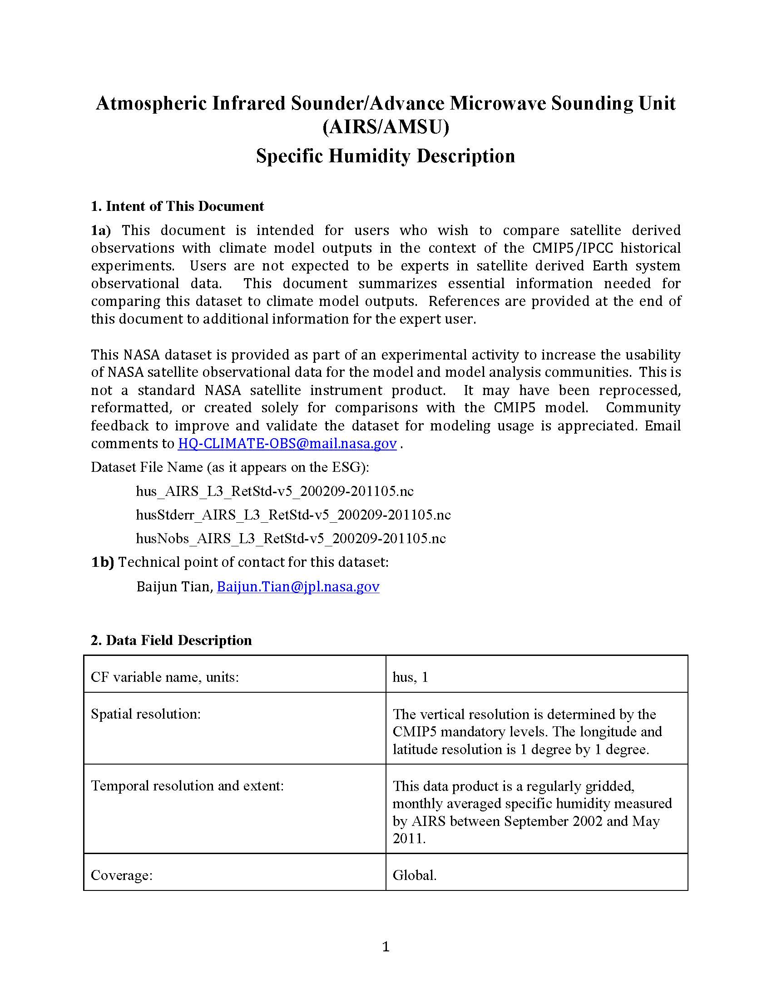 Atmospheric Infrared Sounder/Advance Microwave Sounding Unit
(AIRS/AMSU)
Specific Humidity Description
1. Intent of This Document
1a) This document is intended for users who wish to compare satellite derived
observations with climate model outputs in the context of the CMIP5/IPCC historical
experiments. Users are not expected to be experts in satellite derived Earth system
observational data. This document summarizes essential information needed for
comparing this dataset to climate model outputs. References are provided at the end of
this document to additional information for the expert user.
This NASA dataset is provided as part of an experimental activity to increase the usability
of NASA satellite observational data for the model and model analysis communities. This is
not a standard NASA satellite instrument product. It may have been reprocessed,
reformatted, or created solely for comparisons with the CMIP5 model. Community
feedback to improve and validate the dataset for modeling usage is appreciated. Email
comments to HQ-CLIMATE-OBS@mail.nasa.gov .
Dataset File Name (as it appears on the ESG):
hus_AIRS_L3_RetStd-v5_200209-201105.nc
husStderr_AIRS_L3_RetStd-v5_200209-201105.nc
husNobs_AIRS_L3_RetStd-v5_200209-201105.nc
1b) Technical point of contact for this dataset:
Baijun Tian, Baijun.Tian@jpl.nasa.gov
2. Data Field Description
CF variable name, units:
hus, 1
Spatial resolution:
The vertical resolution is determined by the
CMIP5 mandatory levels. The longitude and
latitude resolution is 1 degree by 1 degree.
Temporal resolution and extent:
This data product is a regularly gridded,
monthly averaged specific humidity measured
by AIRS between September 2002 and May
2011.
Coverage:
Global.
1